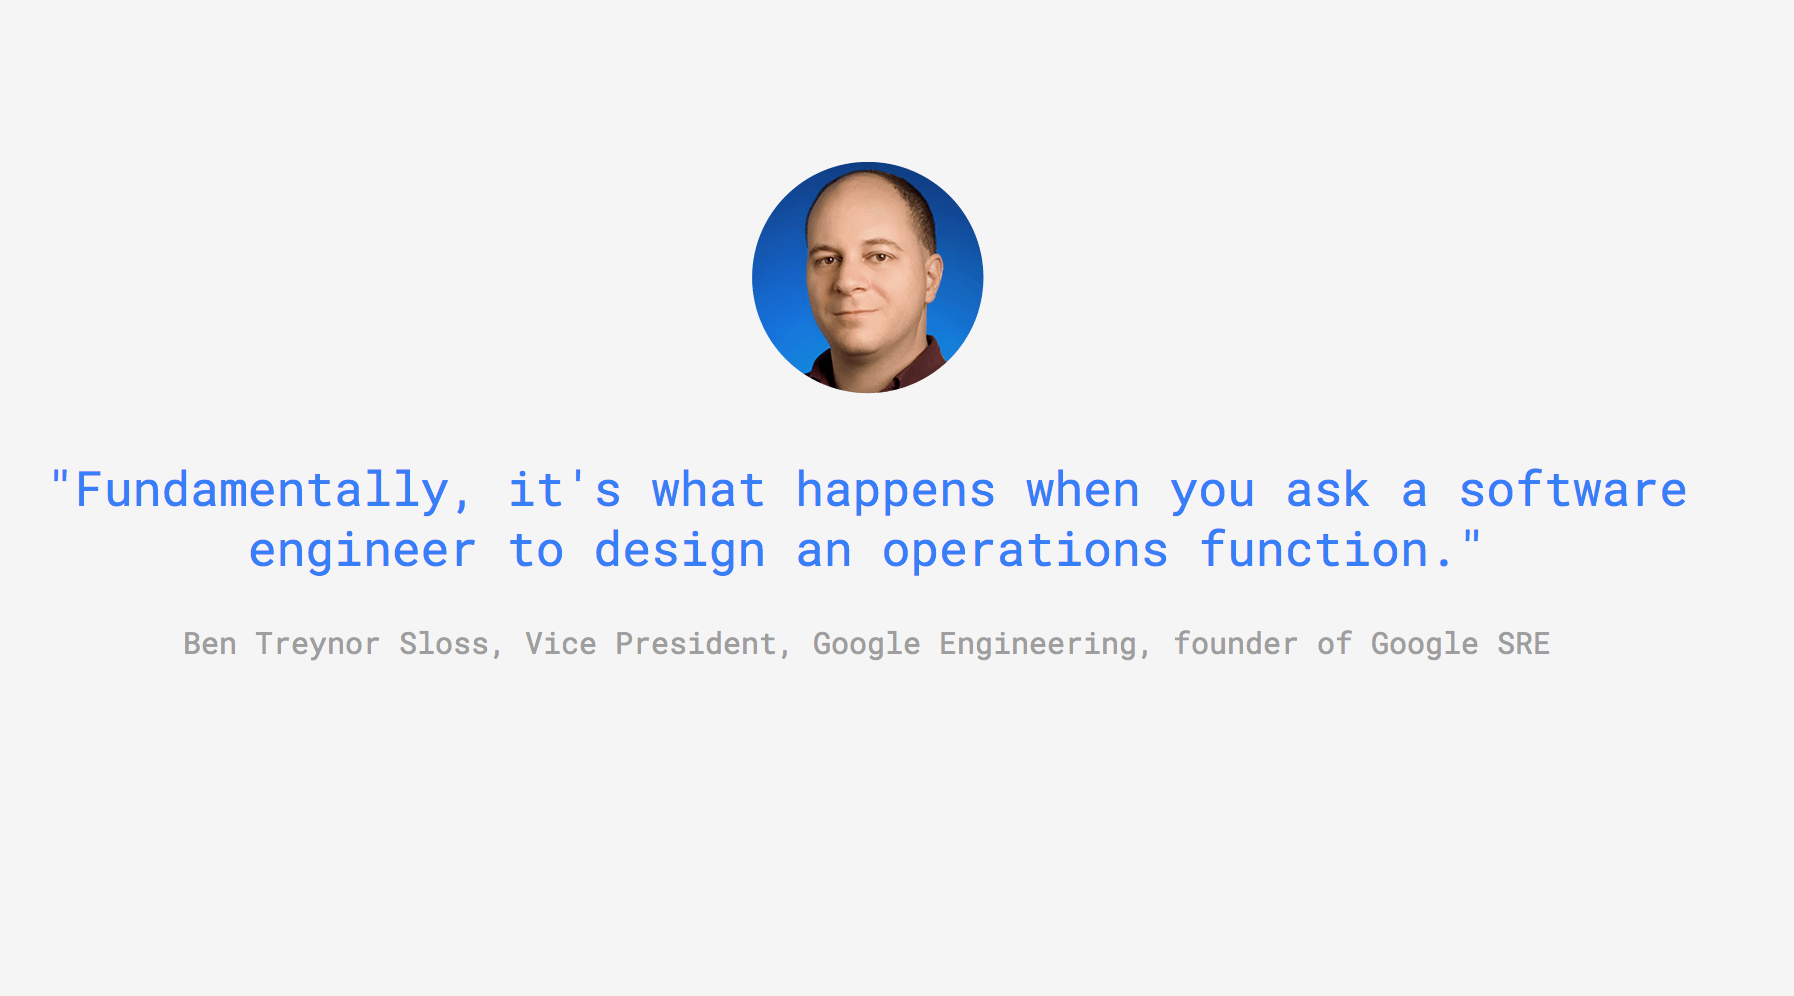 "Fundamentally, it's what happens when you ask a software
engineer to design an operations function."
Ben Treynor Sloss, Vice President, Google Engineering, founder of Google SRE